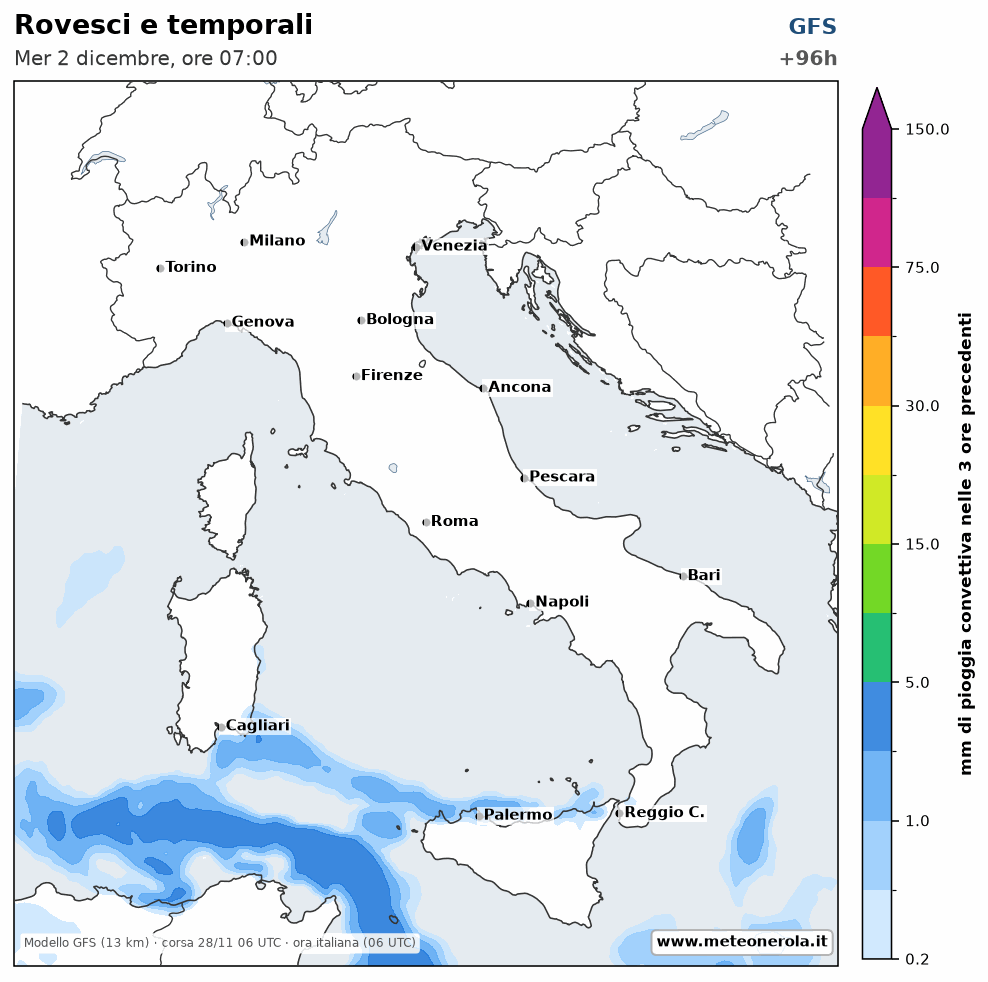 Rovesci e temporali
GFS
Mer 2 dicembre, ore 07:00
+96h
150.0
75.0
30.0
15.0
5.0
1.0
0.2
mm di pioggia convettiva nelle 3 ore precedenti
Milano
Venezia
Torino
Genova
Bologna
Firenze
Ancona
Pescara
Roma
Bari
Napoli
Cagliari
Palermo
Reggio C.
Modello GFS (13 km) · corsa 28/11 06 UTC · ora italiana (06 UTC)
www.meteonerola.it